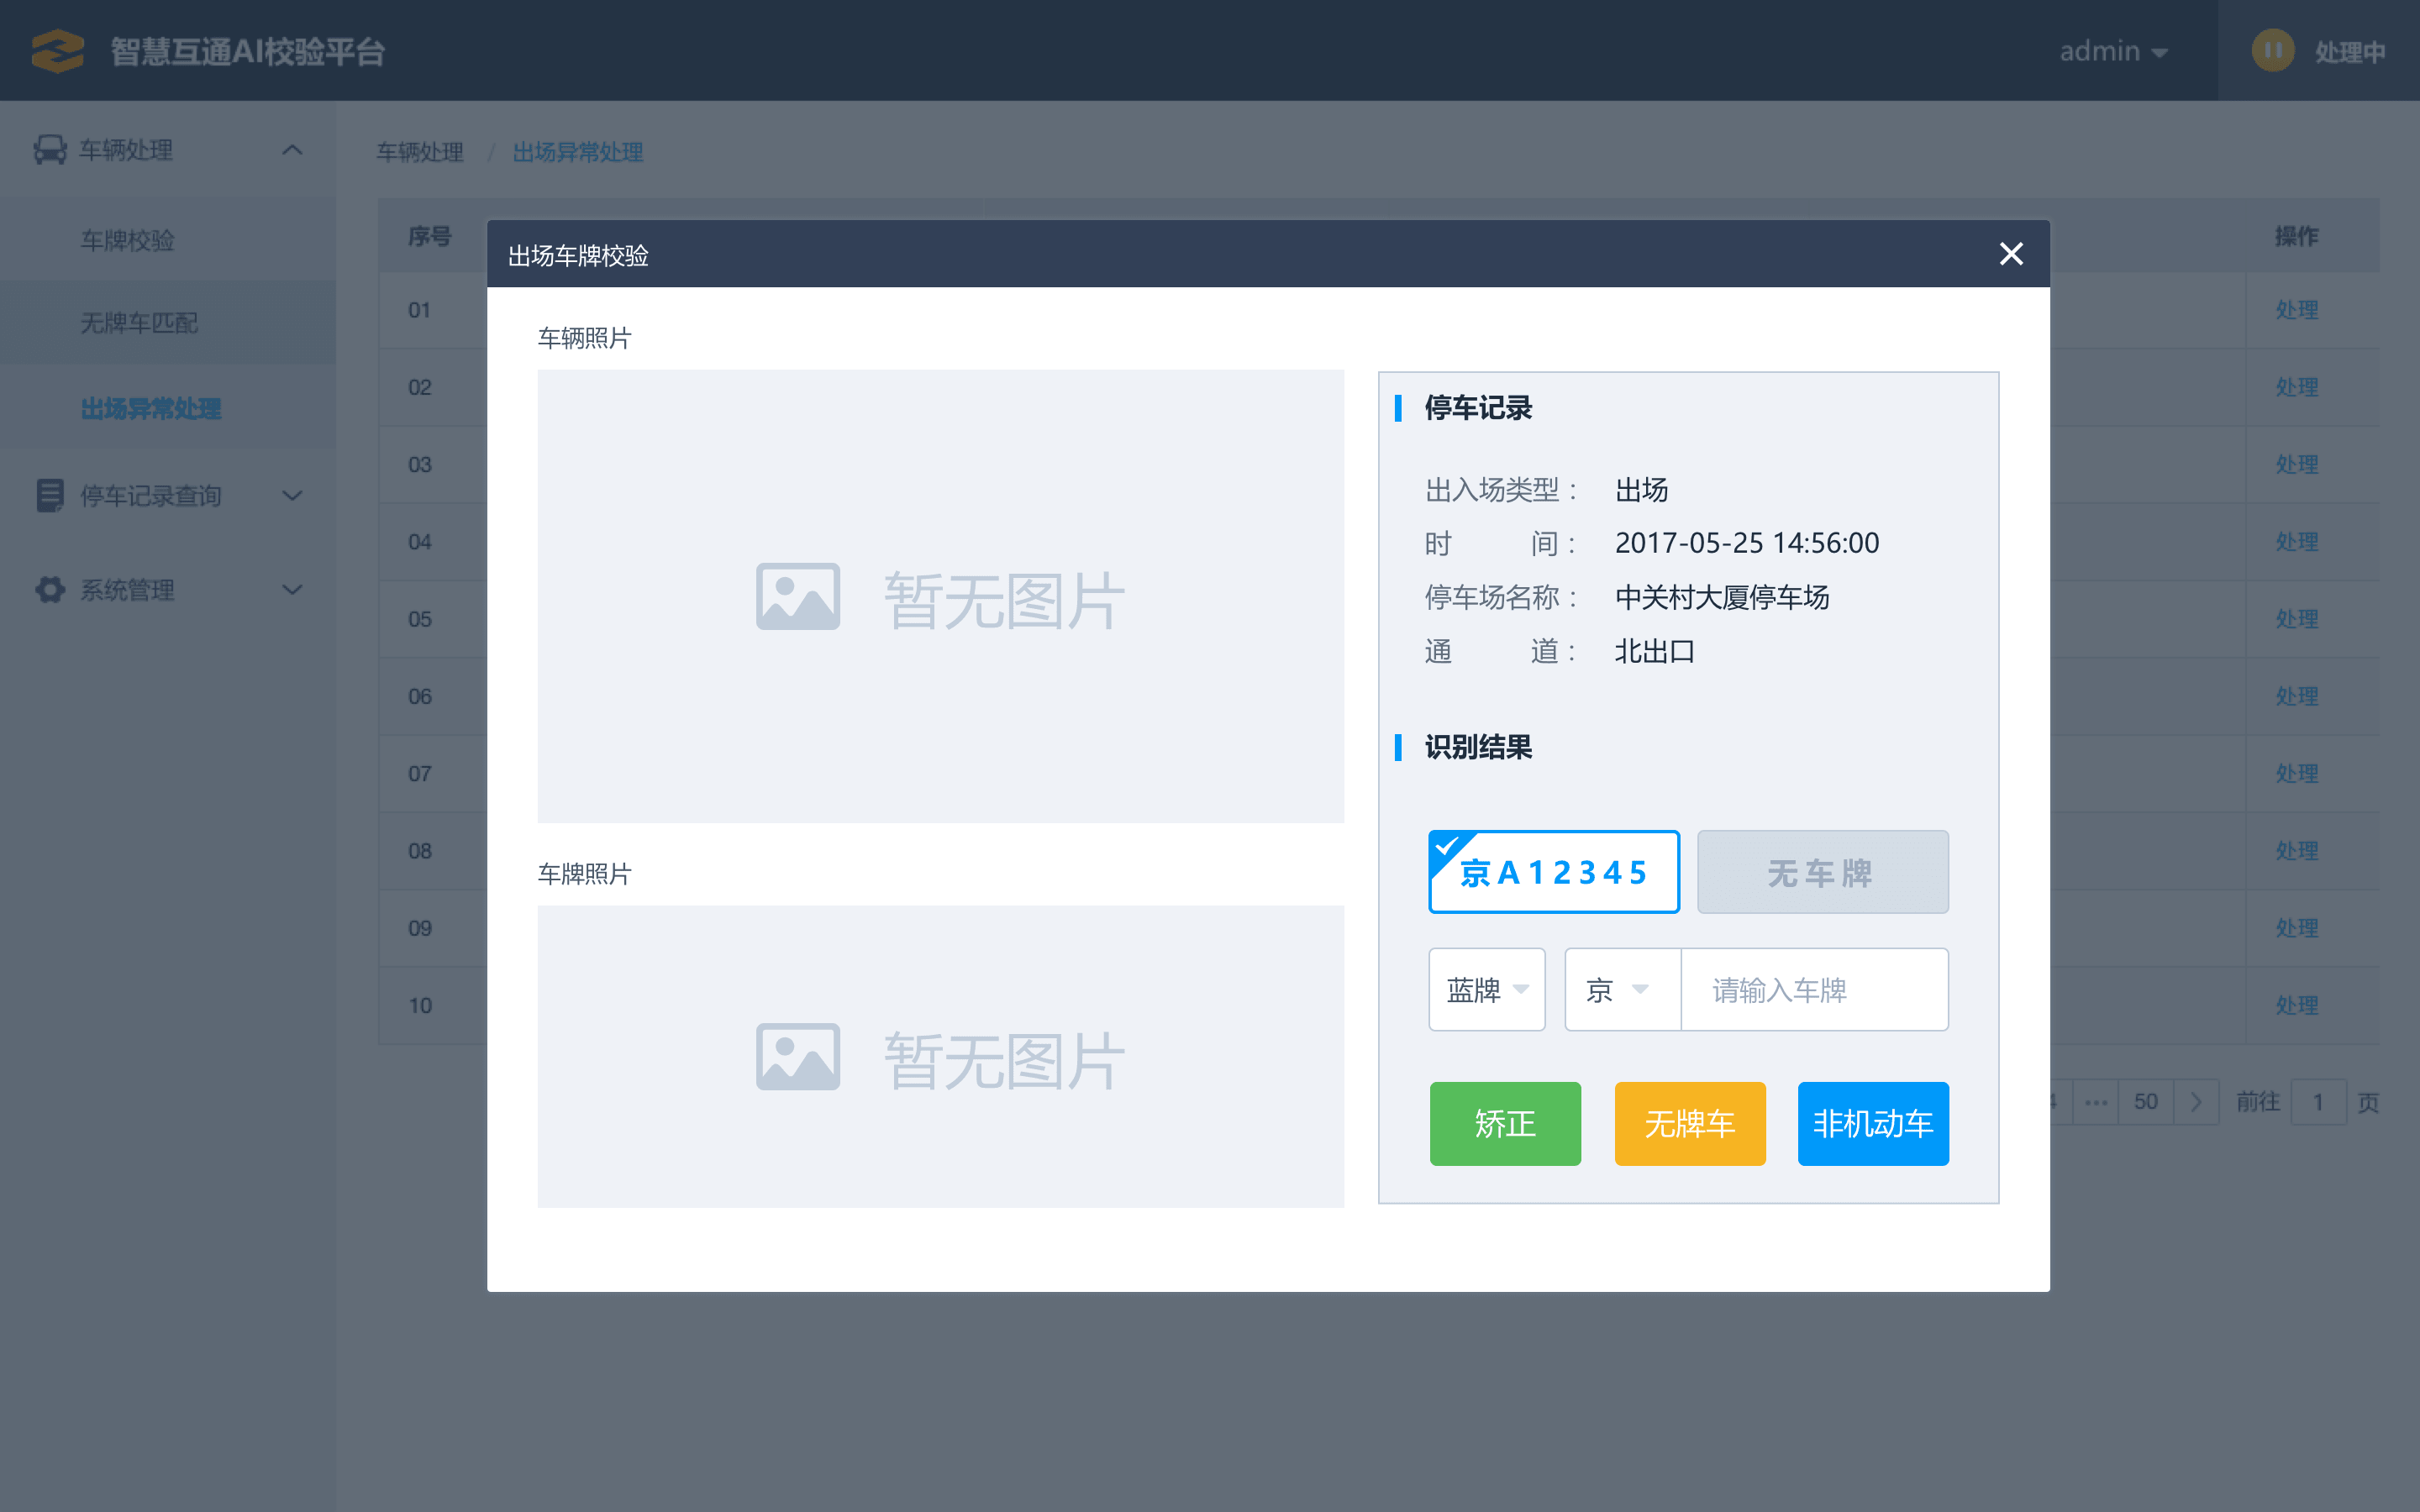 智慧互通AI校验平台
admin
处理中
车辆处理
车牌校验
无牌车匹配
出场异常处理
停车记录查询
系统管理
车辆处理 / 出场异常处理
序号 操作
01 处理
02 处理
03 处理
04 处理
05 处理
06 处理
07 处理
08 处理
09 处理
10 处理
••• 50 > 前往 1 页
出场车牌校验
车辆照片
暂无图片
车牌照片
暂无图片
停车记录
出入场类型： 出场
时间： 2017-05-25 14:56:00
停车场名称： 中关村大厦停车场
通道： 北出口
识别结果
京A12345 无车牌
蓝牌 京 请输入车牌
矫正 无牌车 非机动车